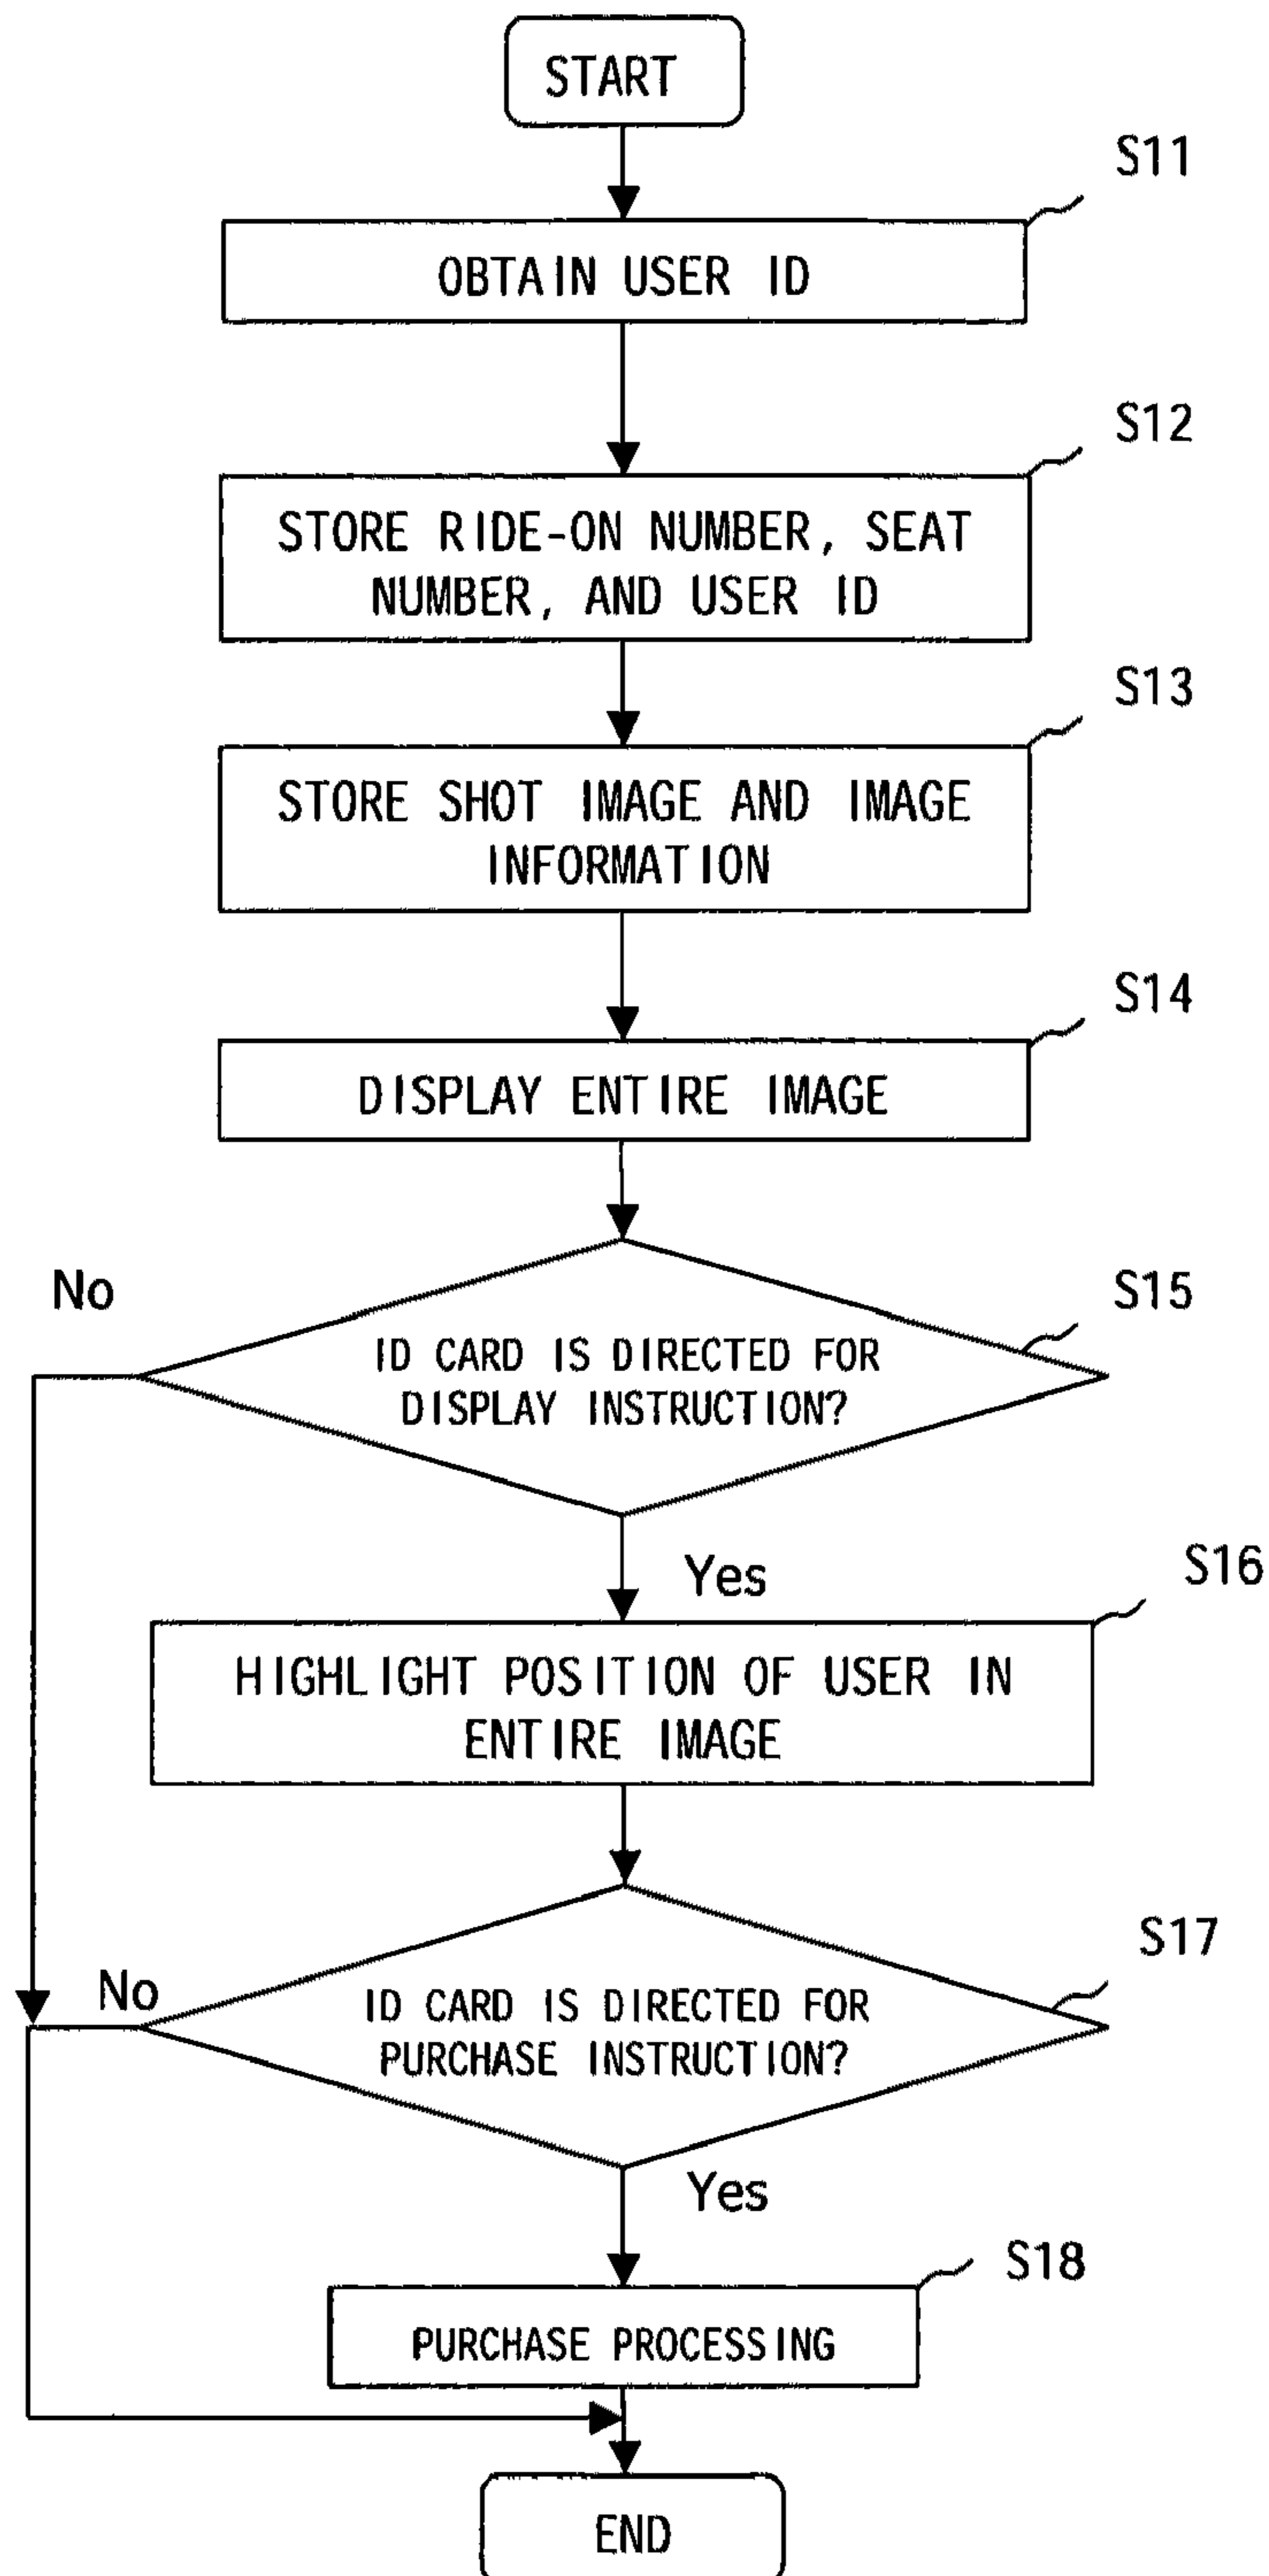 START
S11
OBTAIN USER ID
S12
STORE RIDE-ON NUMBER, SEAT
NUMBER, AND USER ID
S13
STORE SHOT IMAGE AND IMAGE
INFORMATION
S14
DISPLAY ENTIRE IMAGE
No
S15
ID CARD IS DIRECTED FOR
DISPLAY INSTRUCTION?
Yes
S16
HIGHLIGHT POSITION OF USER IN
ENTIRE IMAGE
S17
No
ID CARD IS DIRECTED FOR
PURCHASE INSTRUCTION?
Yes
S18
PURCHASE PROCESSING
END